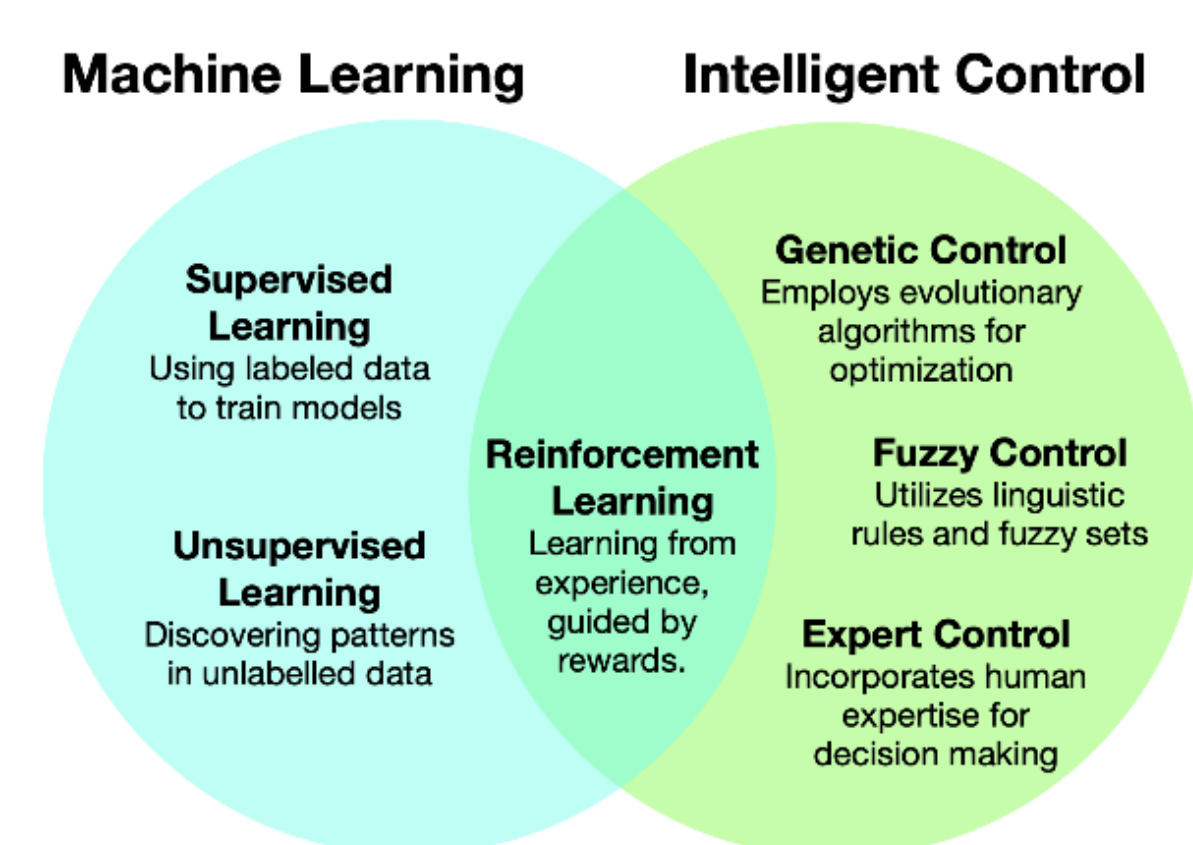 Machine Learning
Intelligent Control
Supervised
Learning
Using labeled data
to train models
Unsupervised
Learning
Discovering patterns
in unlabelled data
Reinforcement
Learning
Learning from
experience,
guided by
rewards.
Genetic Control
Employs evolutionary
algorithms for
optimization
Fuzzy Control
Utilizes linguistic
rules and fuzzy sets
Expert Control
Incorporates human
expertise for
decision making